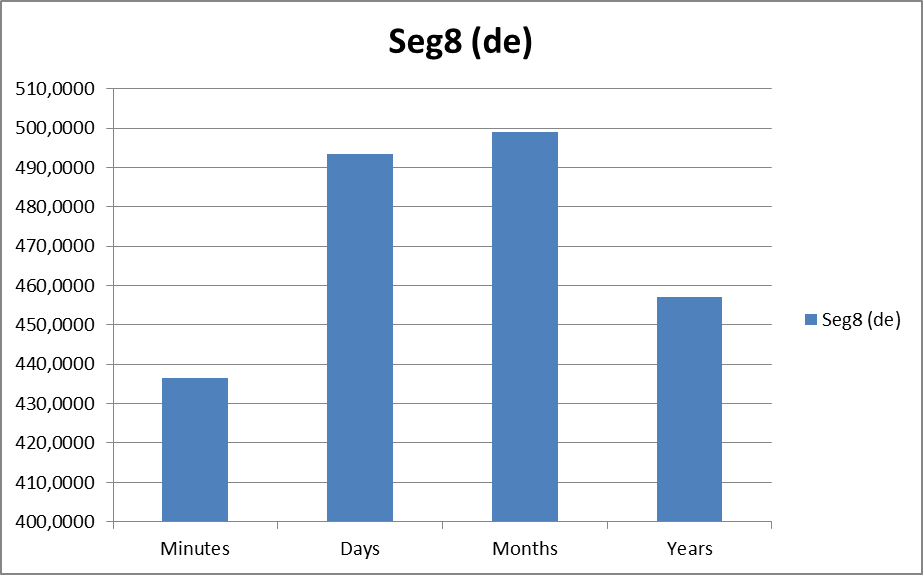 Seg8 (de)
510,0000
500,0000
490,0000
480,0000
470,0000
460,0000
450,0000
440,0000
430,0000
420,0000
410,0000
400,0000
Minutes
Days
Months
Years
Seg8 (de)